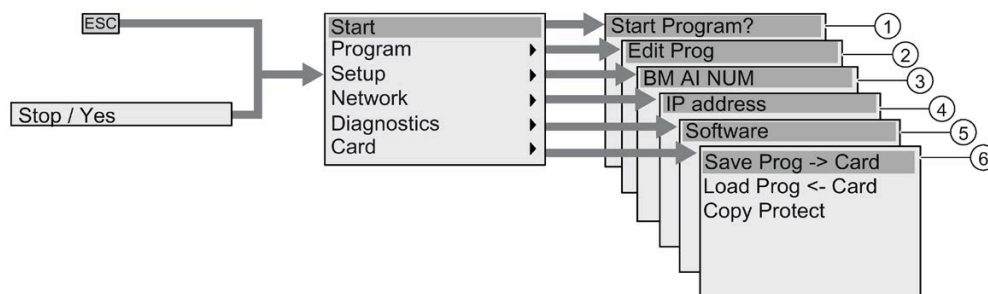 ESC
Stop / Yes
Start
Program
Setup
Network
Diagnostics
Card
Start Program?
Edit Prog
BM AI NUM
IP address
Software
Save Prog -> Card
Load Prog <- Card
Copy Protect
1
2
3
4
5
6